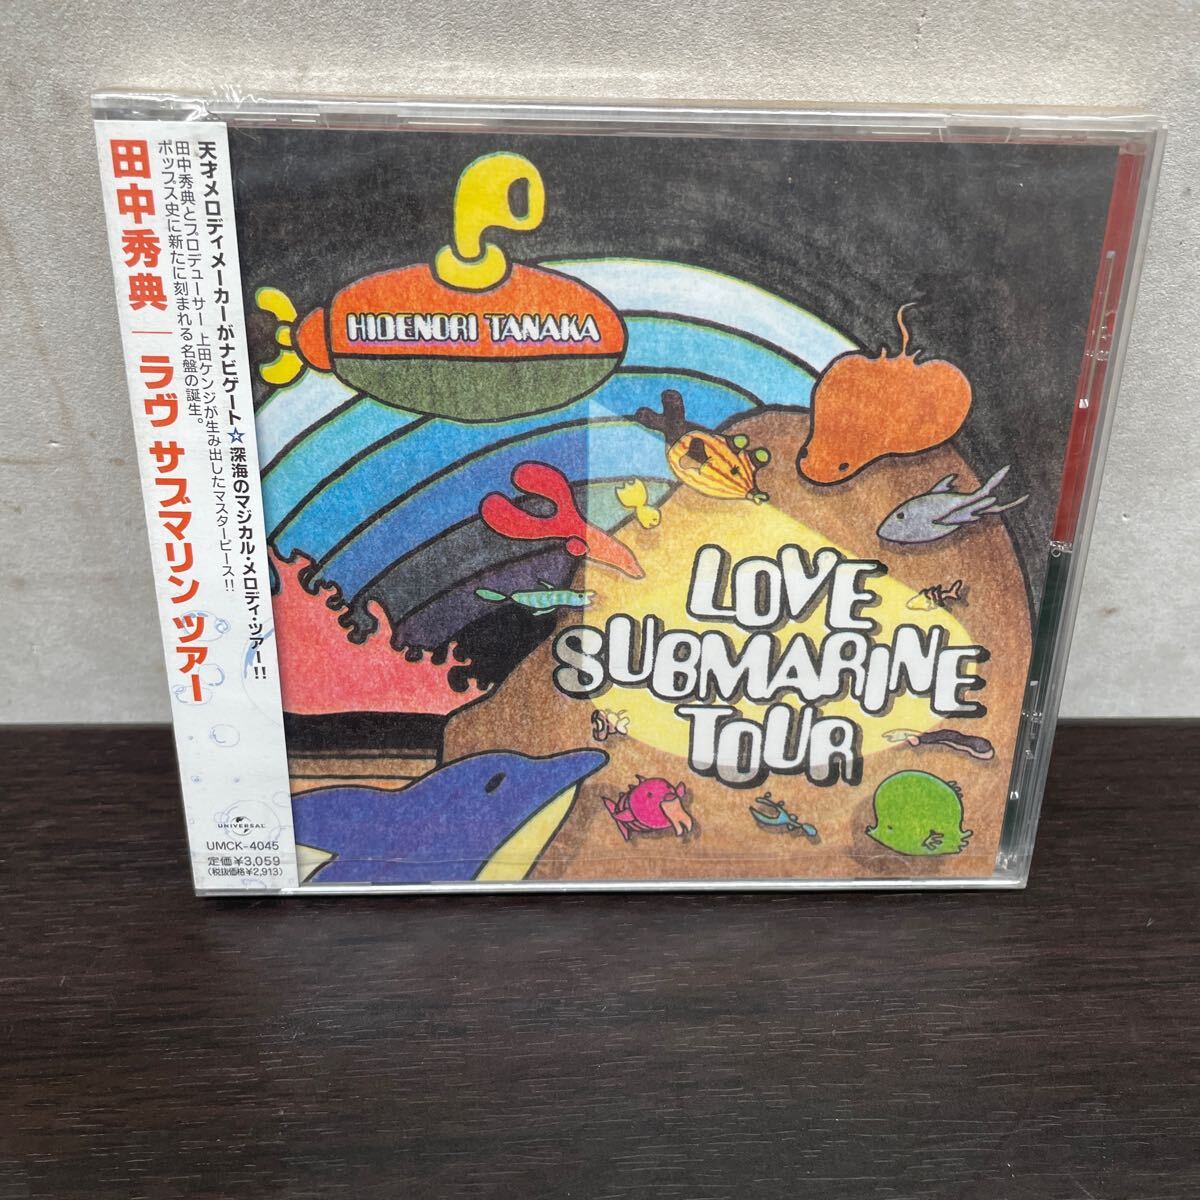 天才メロディメーカーがナビゲート☆深海のマジカル・メロディ・ツアー!!
田中秀典とプロデューサー 上田ケンジが生み出したマスターピース!!
ポップス史に新たに刻まれる名盤の誕生。
田中秀典｜ラヴ サブマリン ツアー
UNIVERSAL
UMCK-4045
定価¥3,059
(税抜価格¥2,913)
HIDENORI TANAKA
LOVE
SUBMARINE
TOUR